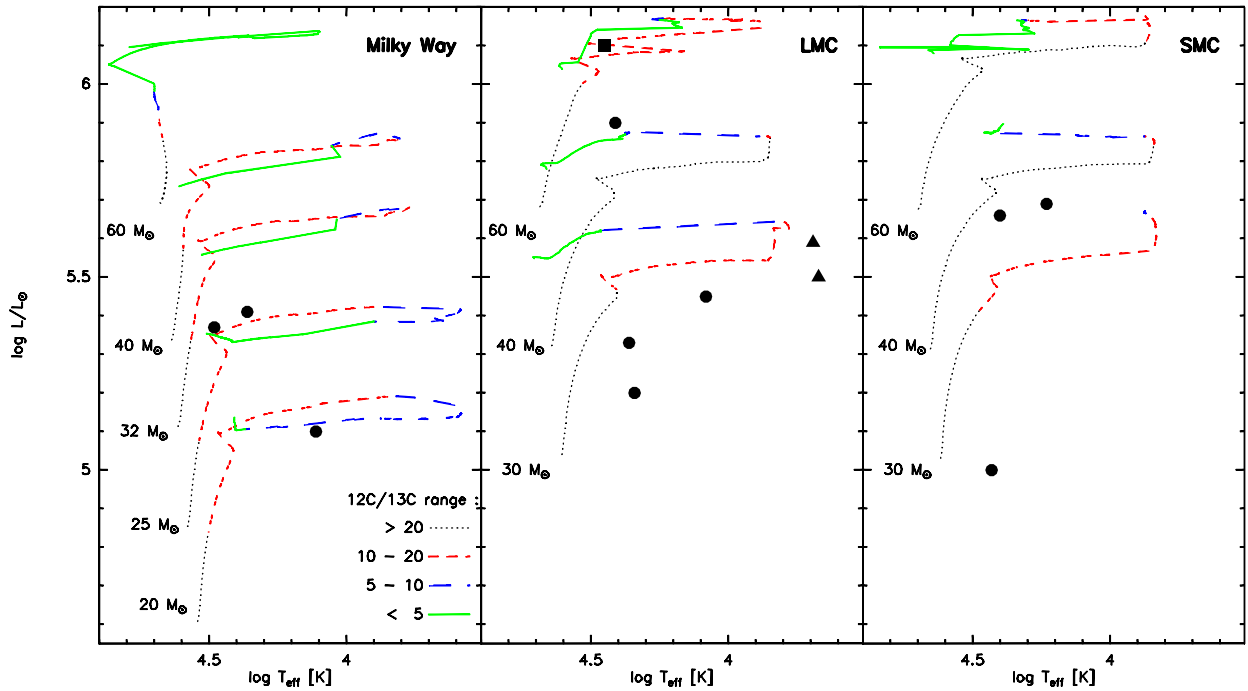 Milky Way
LMC
SMC
6
5.5
5
log L/L⊙
60 M⊙
40 M⊙
32 M⊙
25 M⊙
20 M⊙
60 M⊙
40 M⊙
30 M⊙
60 M⊙
40 M⊙
30 M⊙
12C/13C range :
> 20
10 – 20
5 – 10
< 5
4.5 4
4.5 4
4.5 4
log Teff [K]
log Teff [K]
log Teff [K]